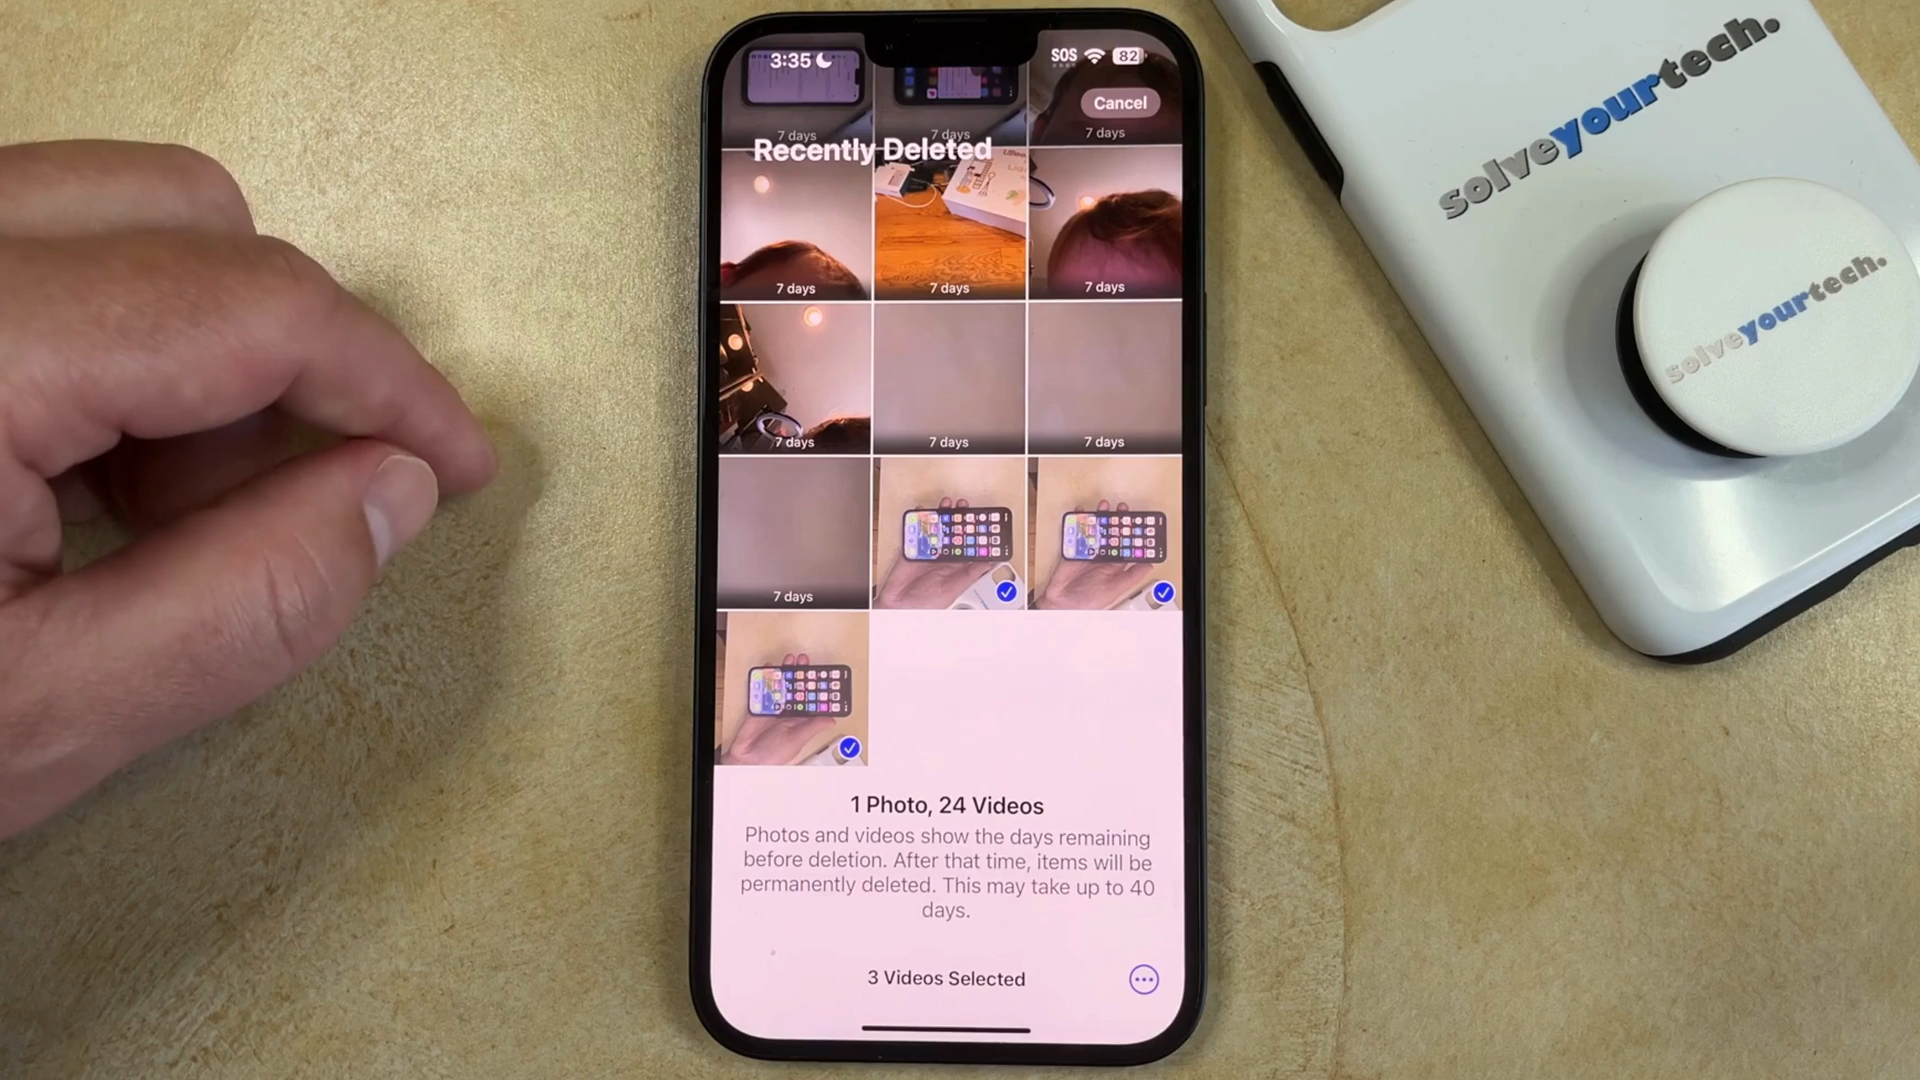 3:35
SOS
82
Cancel
7 days
7 days
7 days
Recently Deleted
7 days
7 days
7 days
7 days
7 days
7 days
7 days
1 Photo, 24 Videos
Photos and videos show the days remaining
before deletion. After that time, items will be
permanently deleted. This may take up to 40
days.
3 Videos Selected
solveyourtech.
solveyourtech.